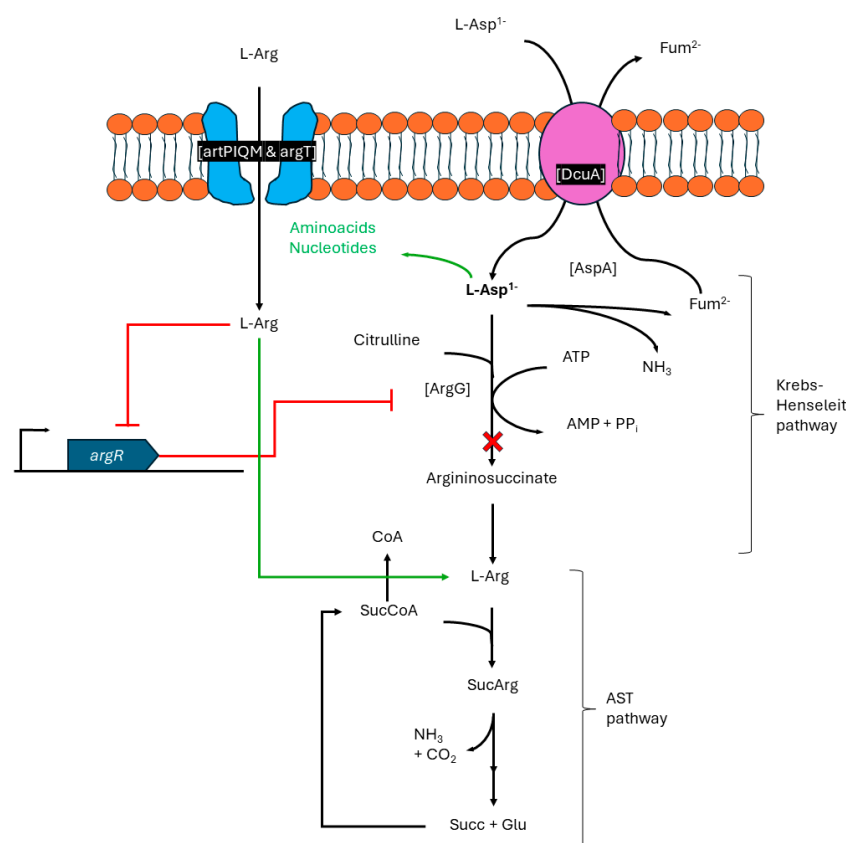 L-Asp¹⁻
Fum²⁻
L-Arg
[artPIQM & argT]
[DcuA]
Aminoacids
Nucleotides
[AspA]
L-Asp¹⁻
Fum²⁻
L-Arg
Citrulline
ATP
NH₃
[ArgG]
AMP + PPᵢ
Krebs-
Henseleit
pathway
argR
Argininosuccinate
CoA
L-Arg
SucCoA
SucArg
AST
pathway
NH₃
+ CO₂
Succ + Glu